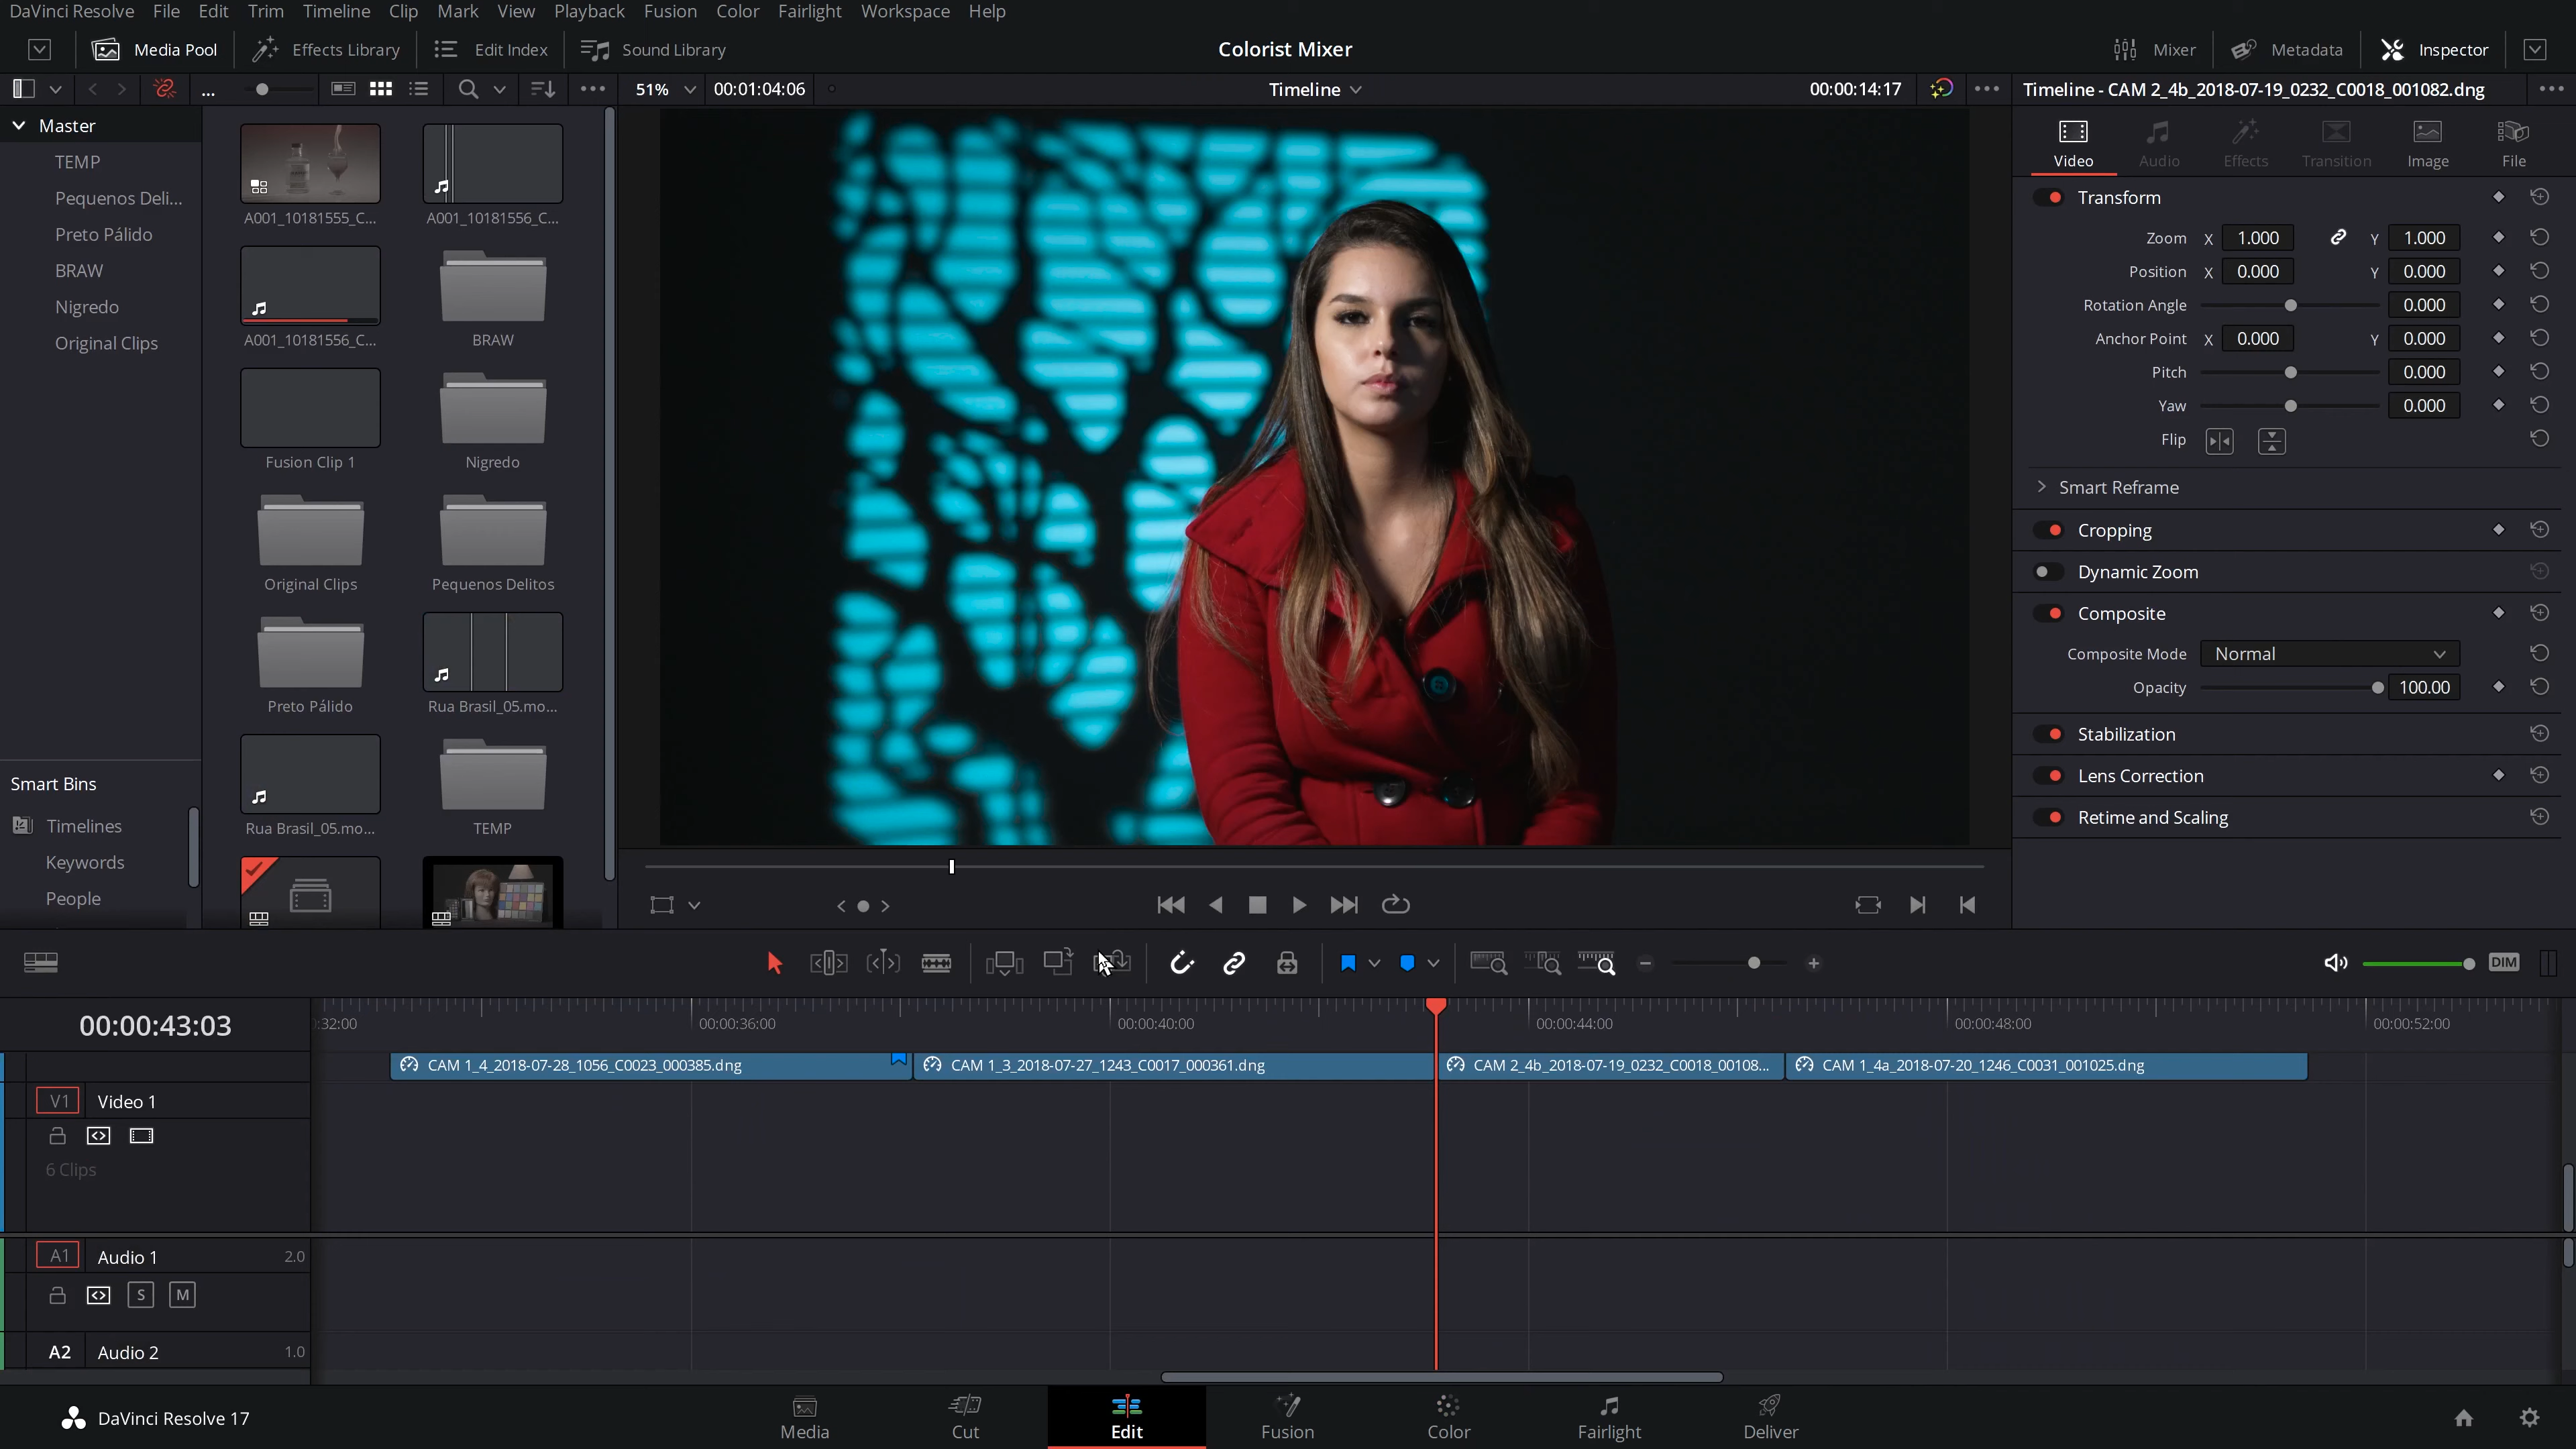 DaVinci Resolve File Edit Trim Timeline Clip Mark View Playback Fusion Color Fairlight Workspace Help
Media Pool Effects Library Edit Index Sound Library Colorist Mixer Mixer Metadata Inspector
... 51% 00:01:04:06 Timeline 00:00:14:17 Timeline - CAM 2_4b_2018-07-19_0232_C0018_001082.dng
Master
TEMP
Pequenos Deli...
Preto Pálido
BRAW
Nigredo
Original Clips
Smart Bins
Timelines
Keywords
People
A001_10181555_C... A001_10181556_C...
A001_10181556_C... BRAW
Fusion Clip 1 Nigredo
Original Clips Pequenos Delitos
Preto Pálido Rua Brasil_05.mo...
Rua Brasil_05.mo... TEMP
Video Audio Effects Transition Image File
Transform
Zoom X 1.000 Y 1.000
Position X 0.000 Y 0.000
Rotation Angle 0.000
Anchor Point X 0.000 Y 0.000
Pitch 0.000
Yaw 0.000
Flip
Smart Reframe
Cropping
Dynamic Zoom
Composite
Composite Mode Normal
Opacity 100.00
Stabilization
Lens Correction
Retime and Scaling
DIM
00:00:43:03 :32:00 00:00:36:00 00:00:40:00 00:00:44:00 00:00:48:00 00:00:52:00
CAM 1_4_2018-07-28_1056_C0023_000385.dng CAM 1_3_2018-07-27_1243_C0017_000361.dng CAM 2_4b_2018-07-19_0232_C0018_00108... CAM 1_4a_2018-07-20_1246_C0031_001025.dng
V1 Video 1
6 Clips
A1 Audio 1 2.0
S M
A2 Audio 2 1.0
DaVinci Resolve 17 Media Cut Edit Fusion Color Fairlight Deliver